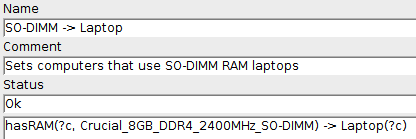 Name
SO-DIMM -> Laptop
Comment
Sets computers that use SO-DIMM RAM laptops
Status
Ok
hasRAM(?c, Crucial_8GB_DDR4_2400MHz_SO-DIMM) -> Laptop(?c)